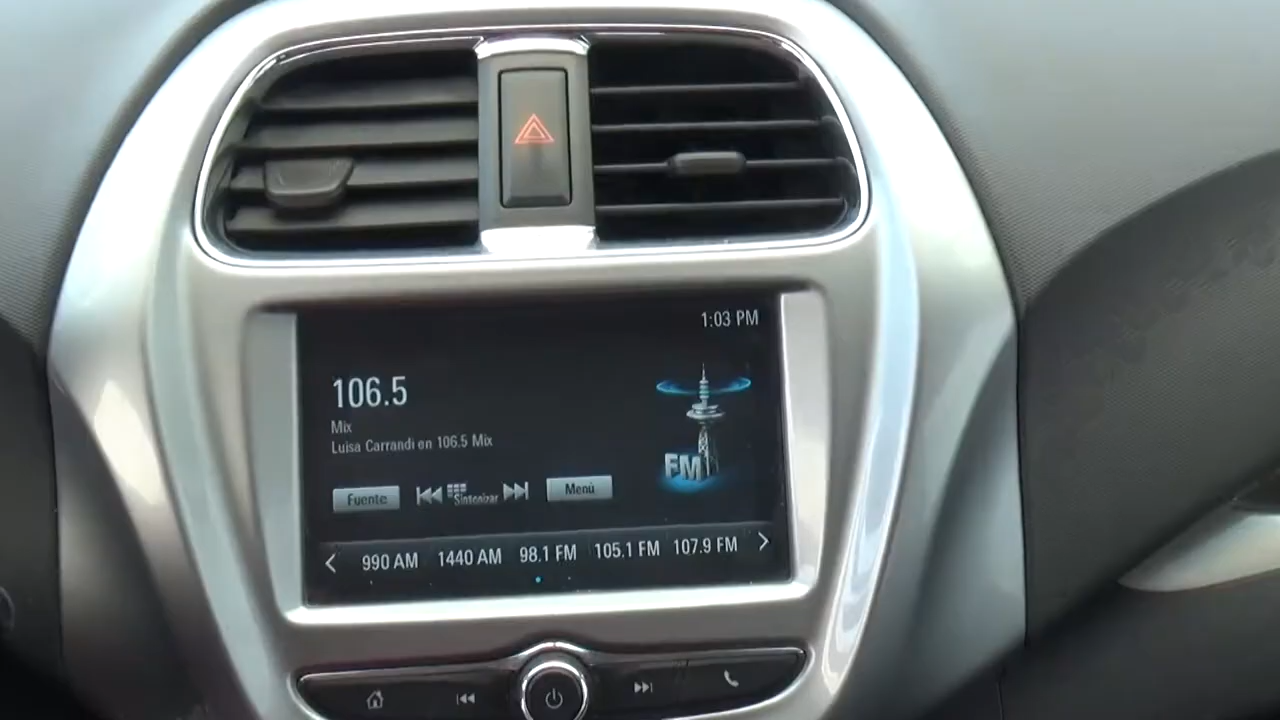 1:03 PM
106.5
Mix
Luisa Carrandi en 106.5 Mix
FM
Fuente
Sintonizar
Menú
990 AM 1440 AM 98.1 FM 105.1 FM 107.9 FM